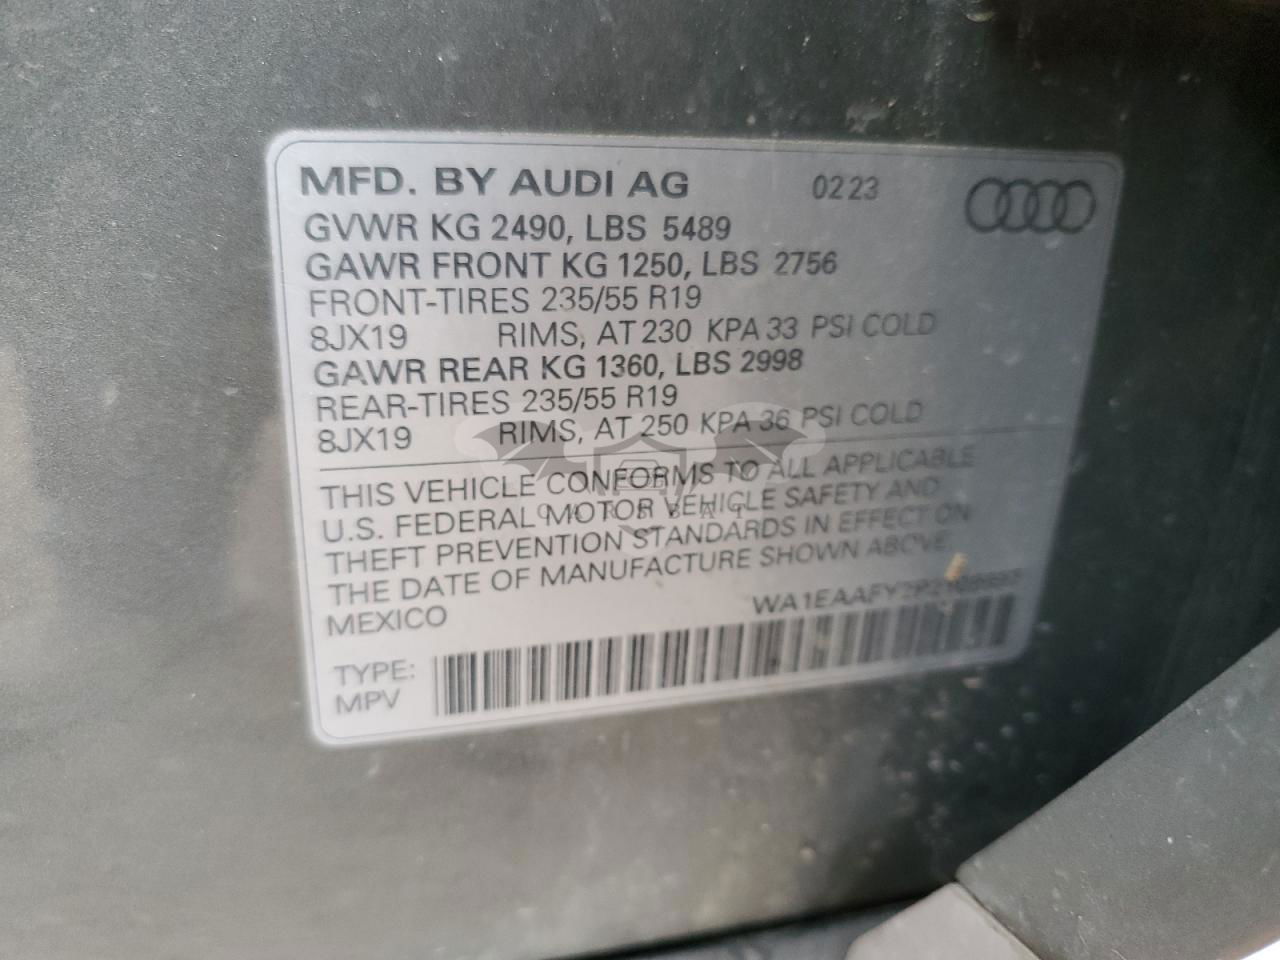 MFD. BY AUDI AG 0223
GVWR KG 2490, LBS 5489
GAWR FRONT KG 1250, LBS 2756
FRONT-TIRES 235/55 R19
8JX19 RIMS, AT 230 KPA 33 PSI COLD
GAWR REAR KG 1360, LBS 2998
REAR-TIRES 235/55 R19
8JX19 RIMS, AT 250 KPA 36 PSI COLD
THIS VEHICLE CONFORMS TO ALL APPLICABLE
U.S. FEDERAL MOTOR VEHICLE SAFETY AND
THEFT PREVENTION STANDARDS IN EFFECT ON
THE DATE OF MANUFACTURE SHOWN ABOVE
MEXICO
TYPE:
MPV